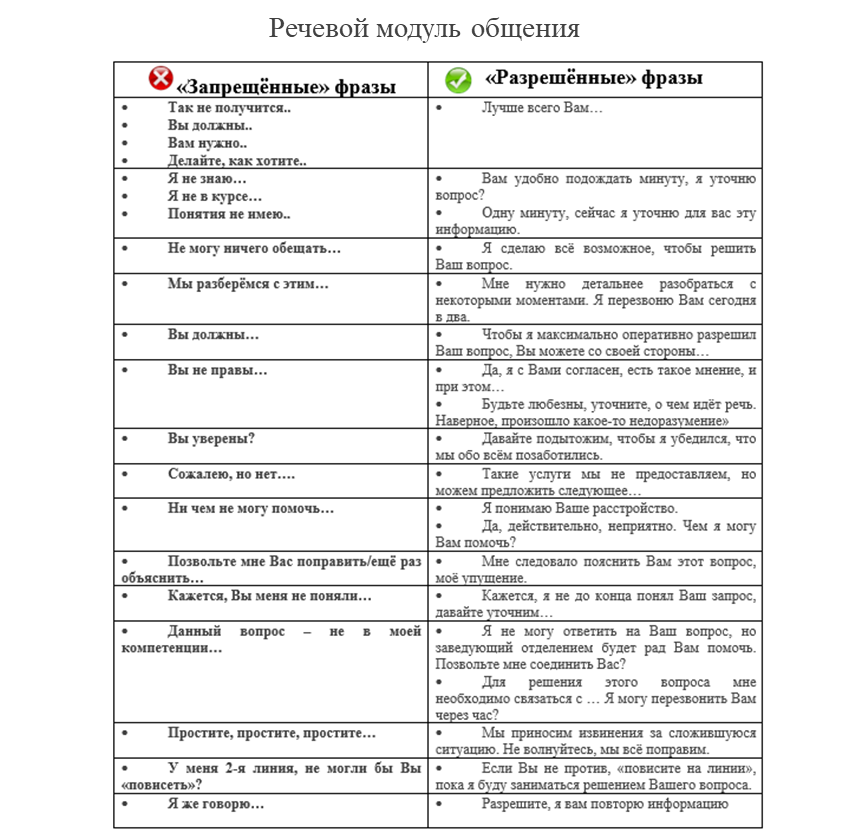 Речевой модуль общения
«Запрещённые» фразы
«Разрешённые» фразы
• Так не получится..
• Вы должны..
• Вам нужно..
• Делайте, как хотите..
• Лучше всего Вам…
• Я не знаю…
• Я не в курсе…
• Понятия не имею..
• Вам удобно подождать минуту, я уточню
вопрос?
• Одну минуту, сейчас я уточню для вас эту
информацию.
• Не могу ничего обещать…
• Я сделаю всё возможное, чтобы решить
Ваш вопрос.
• Мы разберёмся с этим…
• Мне нужно детальнее разобраться с
некоторыми моментами. Я перезвоню Вам сегодня
в два.
• Вы должны…
• Чтобы я максимально оперативно разрешил
Ваш вопрос, Вы можете со своей стороны…
• Вы не правы…
• Да, я с Вами согласен, есть такое мнение, и
при этом…
• Будьте любезны, уточните, о чем идёт речь.
Наверное, произошло какое-то недоразумение»
• Вы уверены?
• Давайте подытожим, чтобы я убедился, что
мы обо всём позаботились.
• Сожалею, но нет….
• Такие услуги мы не предоставляем, но
можем предложить следующее…
• Ни чем не могу помочь…
• Я понимаю Ваше расстройство.
• Да, действительно, неприятно. Чем я могу
Вам помочь?
• Позвольте мне Вас поправить/ещё раз
объяснить…
• Мне следовало пояснить Вам этот вопрос,
моё упущение.
• Кажется, Вы меня не поняли…
• Кажется, я не до конца понял Ваш запрос,
давайте уточним…
• Данный вопрос – не в моей
компетенции…
• Я не могу ответить на Ваш вопрос, но
заведующий отделением будет рад Вам помочь.
Позвольте мне соединить Вас?
• Для решения этого вопроса мне
необходимо связаться с … Я могу перезвонить Вам
через час?
• Простите, простите, простите…
• Мы приносим извинения за сложившуюся
ситуацию. Не волнуйтесь, мы всё поправим.
• У меня 2-я линия, не могли бы Вы
«повисеть»?
• Если Вы не против, «повисите на линии»,
пока я буду заниматься решением Вашего вопроса.
• Я же говорю…
• Разрешите, я вам повторю информацию